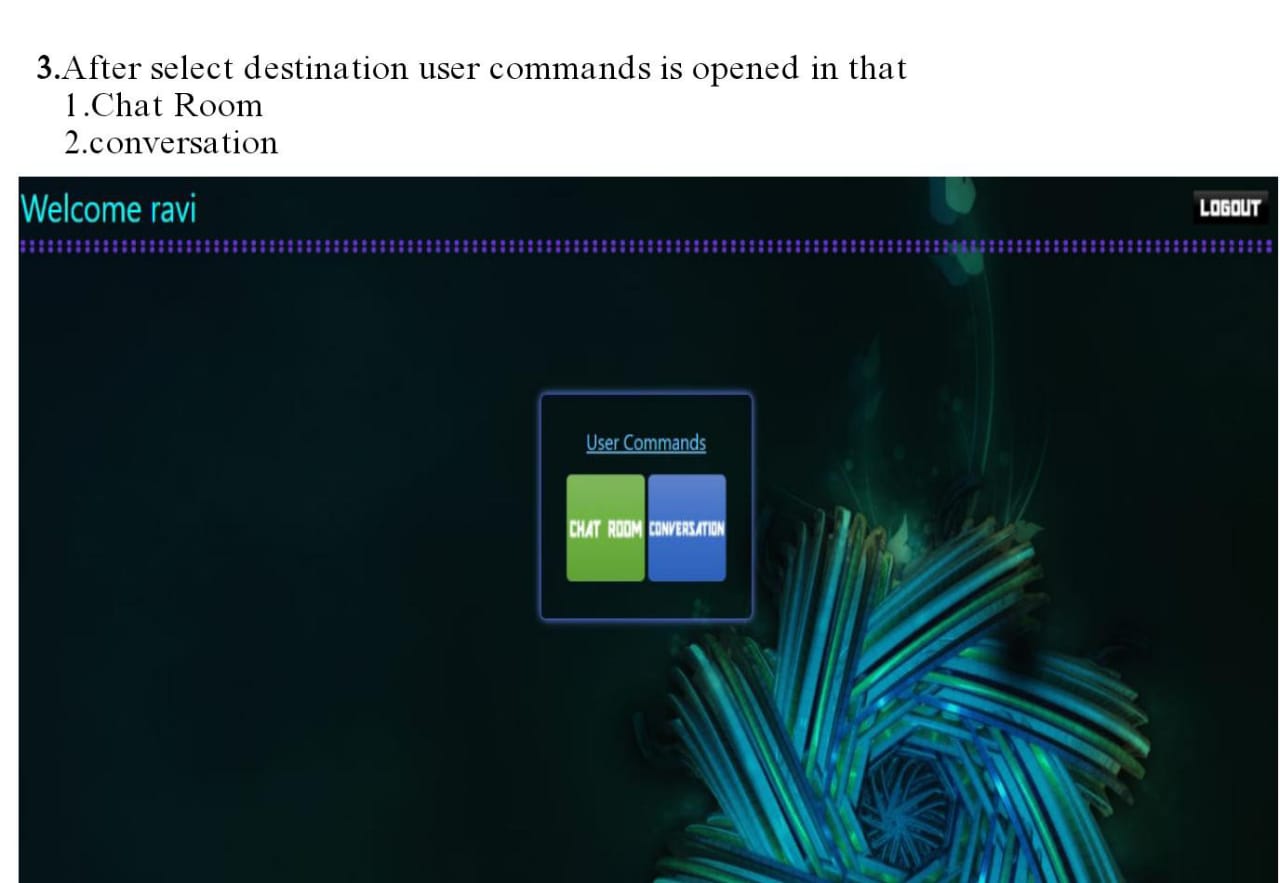 3.After select destination user commands is opened in that
1.Chat Room
2.conversation
Welcome ravi
LOGOUT
User Commands
CHAT ROOM
CONVERSATION